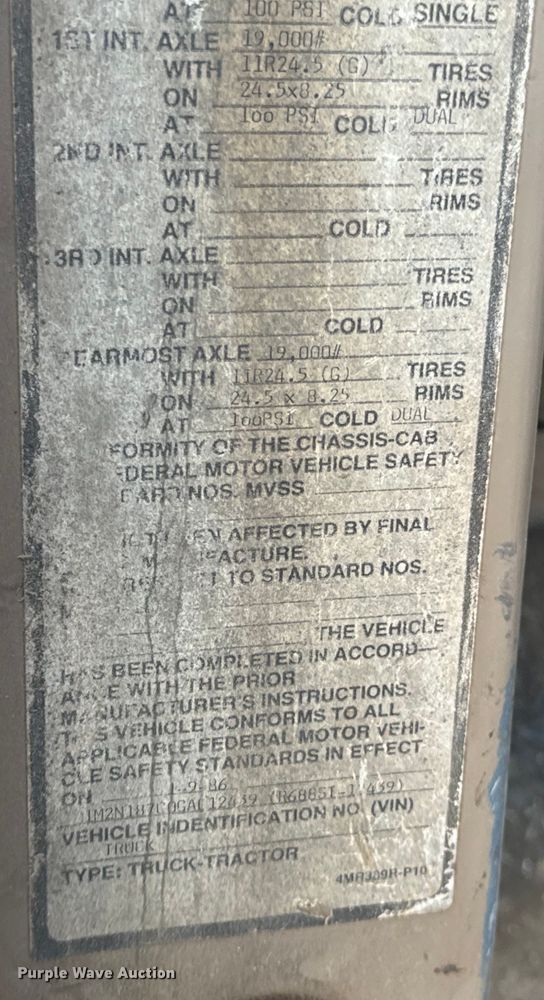 AT 100 PSI COLD SINGLE
1ST INT. AXLE 19,000#
WITH 11R24.5 (G) TIRES
ON 24.5x8.25 RIMS
AT 100 PSI COLD DUAL
2ND INT. AXLE
WITH TIRES
ON RIMS
AT COLD
3RD INT. AXLE
WITH TIRES
ON RIMS
AT COLD
EARMOST AXLE 19,000#
WITH 11R24.5 (G) TIRES
ON 24.5 x 8.25 RIMS
AT 100PSI COLD DUAL
FORMITY OF THE CHASSIS-CAB
DERAL MOTOR VEHICLE SAFETY
NOS. MVSS
AFFECTED BY FINAL
FACTURE.
TO STANDARD NOS.
THE VEHICLE
HAS BEEN COMPLETED IN ACCORD-
ANCE WITH THE PRIOR
MANUFACTURER'S INSTRUCTIONS.
THIS VEHICLE CONFORMS TO ALL
APPLICABLE FEDERAL MOTOR VEHI-
CLE SAFETY STANDARDS IN EFFECT
ON 1-9-86
VEHICLE IDENTIFICATION NO. (VIN)
TRUCK
TYPE: TRUCK-TRACTOR
4MR389R-P10
Purple Wave Auction